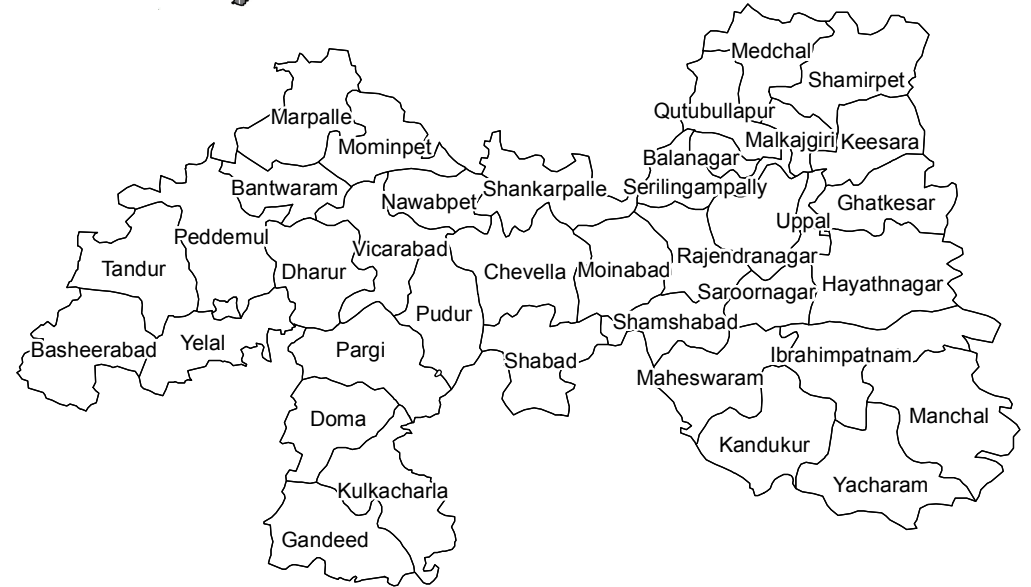 Medchal
Shamirpet
Qutubullapur
Marpalle
Malkajgiri
Keesara
Mominpet
Balanagar
Bantwaram
Shankarpalle
Serilingampally
Nawabpet
Ghatkesar
Uppal
Peddemul
Vicarabad
Rajendranagar
Tandur
Dharur
Chevella
Moinabad
Hayathnagar
Saroornagar
Pudur
Shamshabad
Basheerabad
Yelal
Pargi
Shabad
Ibrahimpatnam
Maheswaram
Doma
Manchal
Kandukur
Kulkacharla
Yacharam
Gandeed